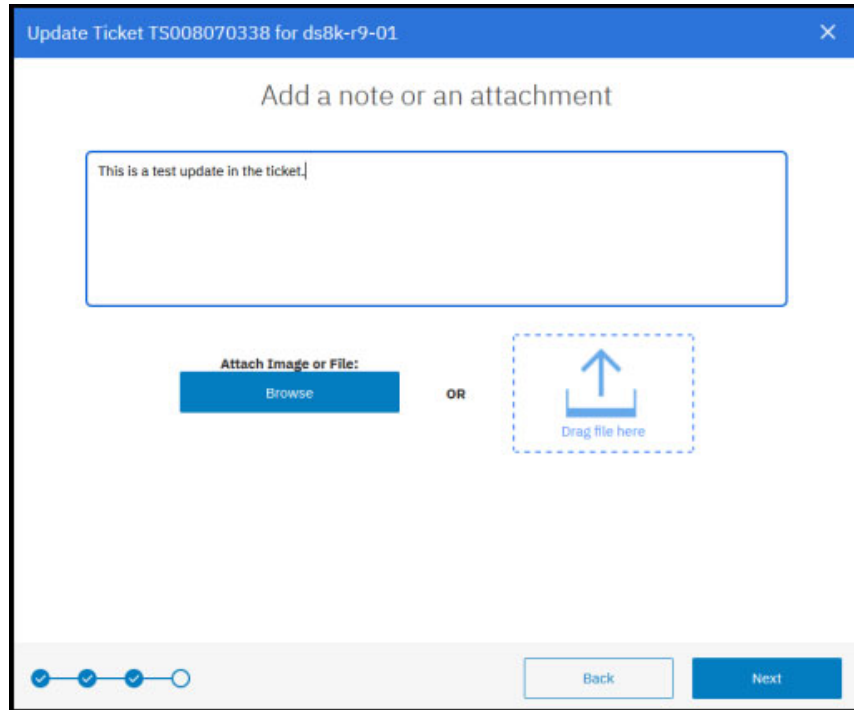 Update Ticket TS008070338 for ds8k-r9-01
Add a note or an attachment
This is a test update in the ticket.
Attach Image or File:
Browse
OR
Drag file here
Back
Next